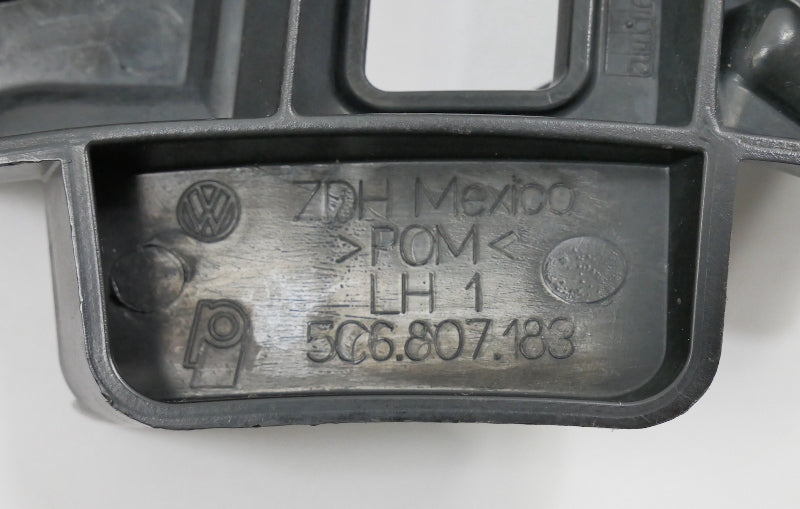 ZDH Mexico
>POM<
LH 1
5C6.807.183